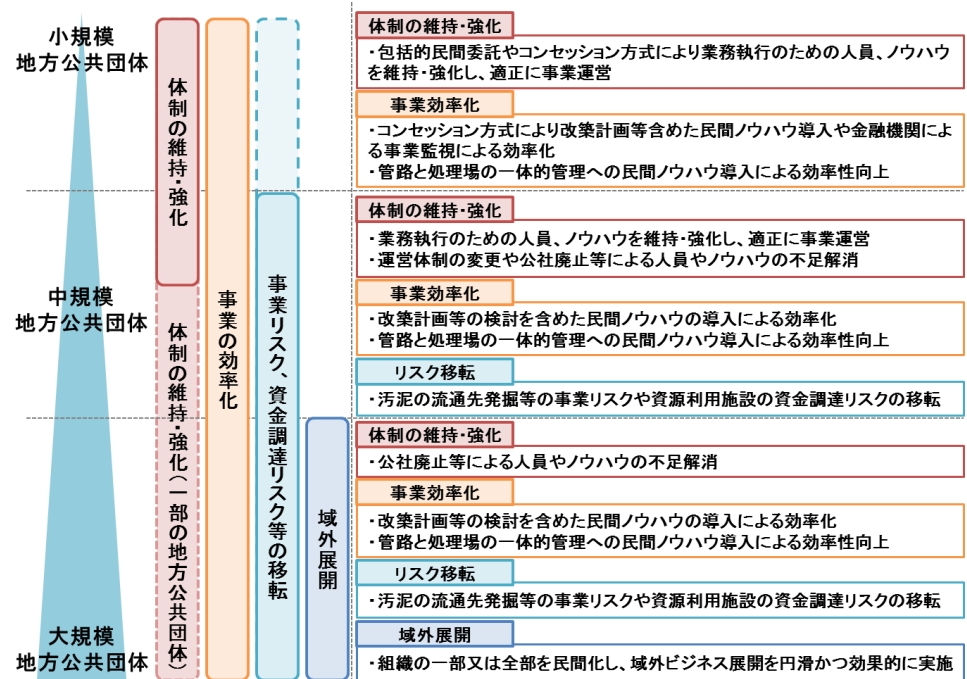 小規模
地方公共団体
中規模
地方公共団体
大規模
地方公共団体
体制の維持・強化
体制の維持・強化（一部の地方公共団体）
事業の効率化
事業リスク、資金調達リスク等の移転
域外展開
体制の維持・強化
・包括的民間委託やコンセッション方式により業務執行のための人員、ノウハウ
を維持・強化し、適正に事業運営
事業効率化
・コンセッション方式により改築計画等含めた民間ノウハウ導入や金融機関によ
る事業監視による効率化
・管路と処理場の一体的管理への民間ノウハウ導入による効率性向上
体制の維持・強化
・業務執行のための人員、ノウハウを維持・強化し、適正に事業運営
・運営体制の変更や公社廃止等による人員やノウハウの不足解消
事業効率化
・改築計画等の検討を含めた民間ノウハウの導入による効率化
・管路と処理場の一体的管理への民間ノウハウ導入による効率性向上
リスク移転
・汚泥の流通先発掘等の事業リスクや資源利用施設の資金調達リスクの移転
体制の維持・強化
・公社廃止等による人員やノウハウの不足解消
事業効率化
・改築計画等の検討を含めた民間ノウハウの導入による効率化
・管路と処理場の一体的管理への民間ノウハウ導入による効率性向上
リスク移転
・汚泥の流通先発掘等の事業リスクや資源利用施設の資金調達リスクの移転
域外展開
・組織の一部又は全部を民間化し、域外ビジネス展開を円滑かつ効果的に実施